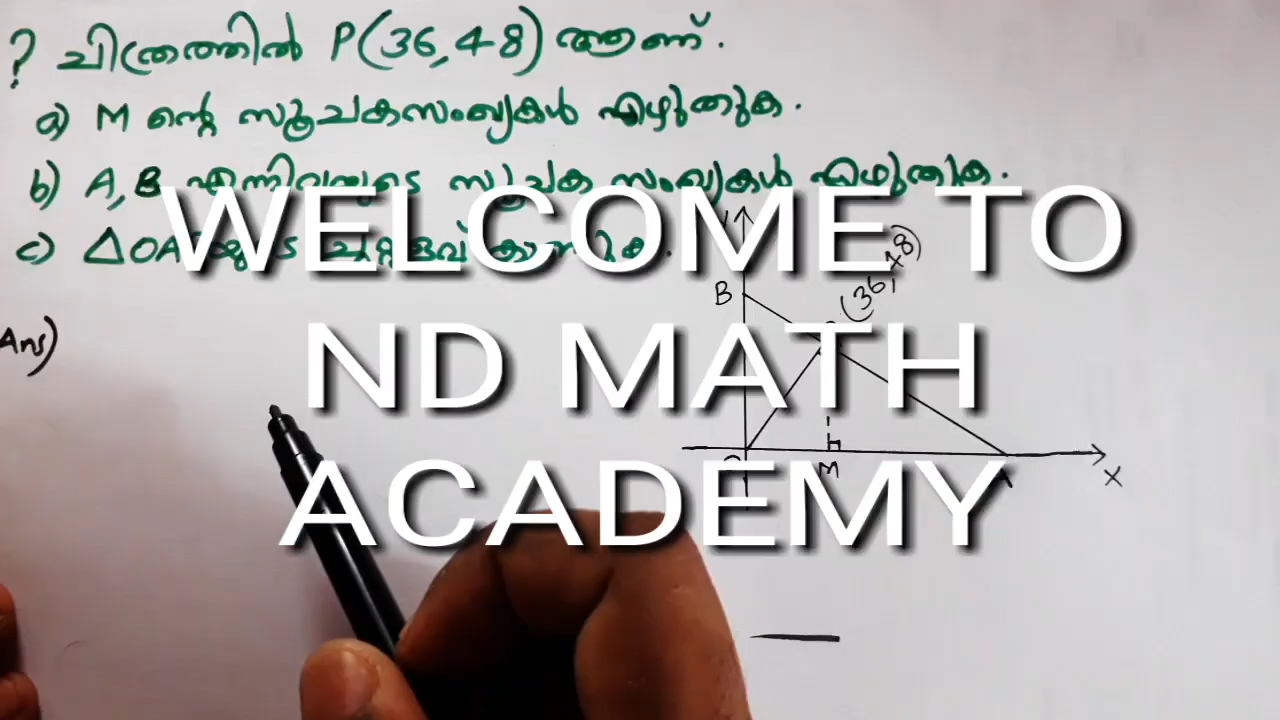 ? ചിത്രത്തിൽ P(36,48) ആണ്.
a) M ന്റെ സൂചകസംഖ്യകൾ എഴുതുക.
b) A, B എന്നിവയുടെ സൂചക സംഖ്യകൾ എഴുതുക.
c) △OA
WELCOME TO
ND MATH
ACADEMY
Ans)
B
(36,48)
M
X